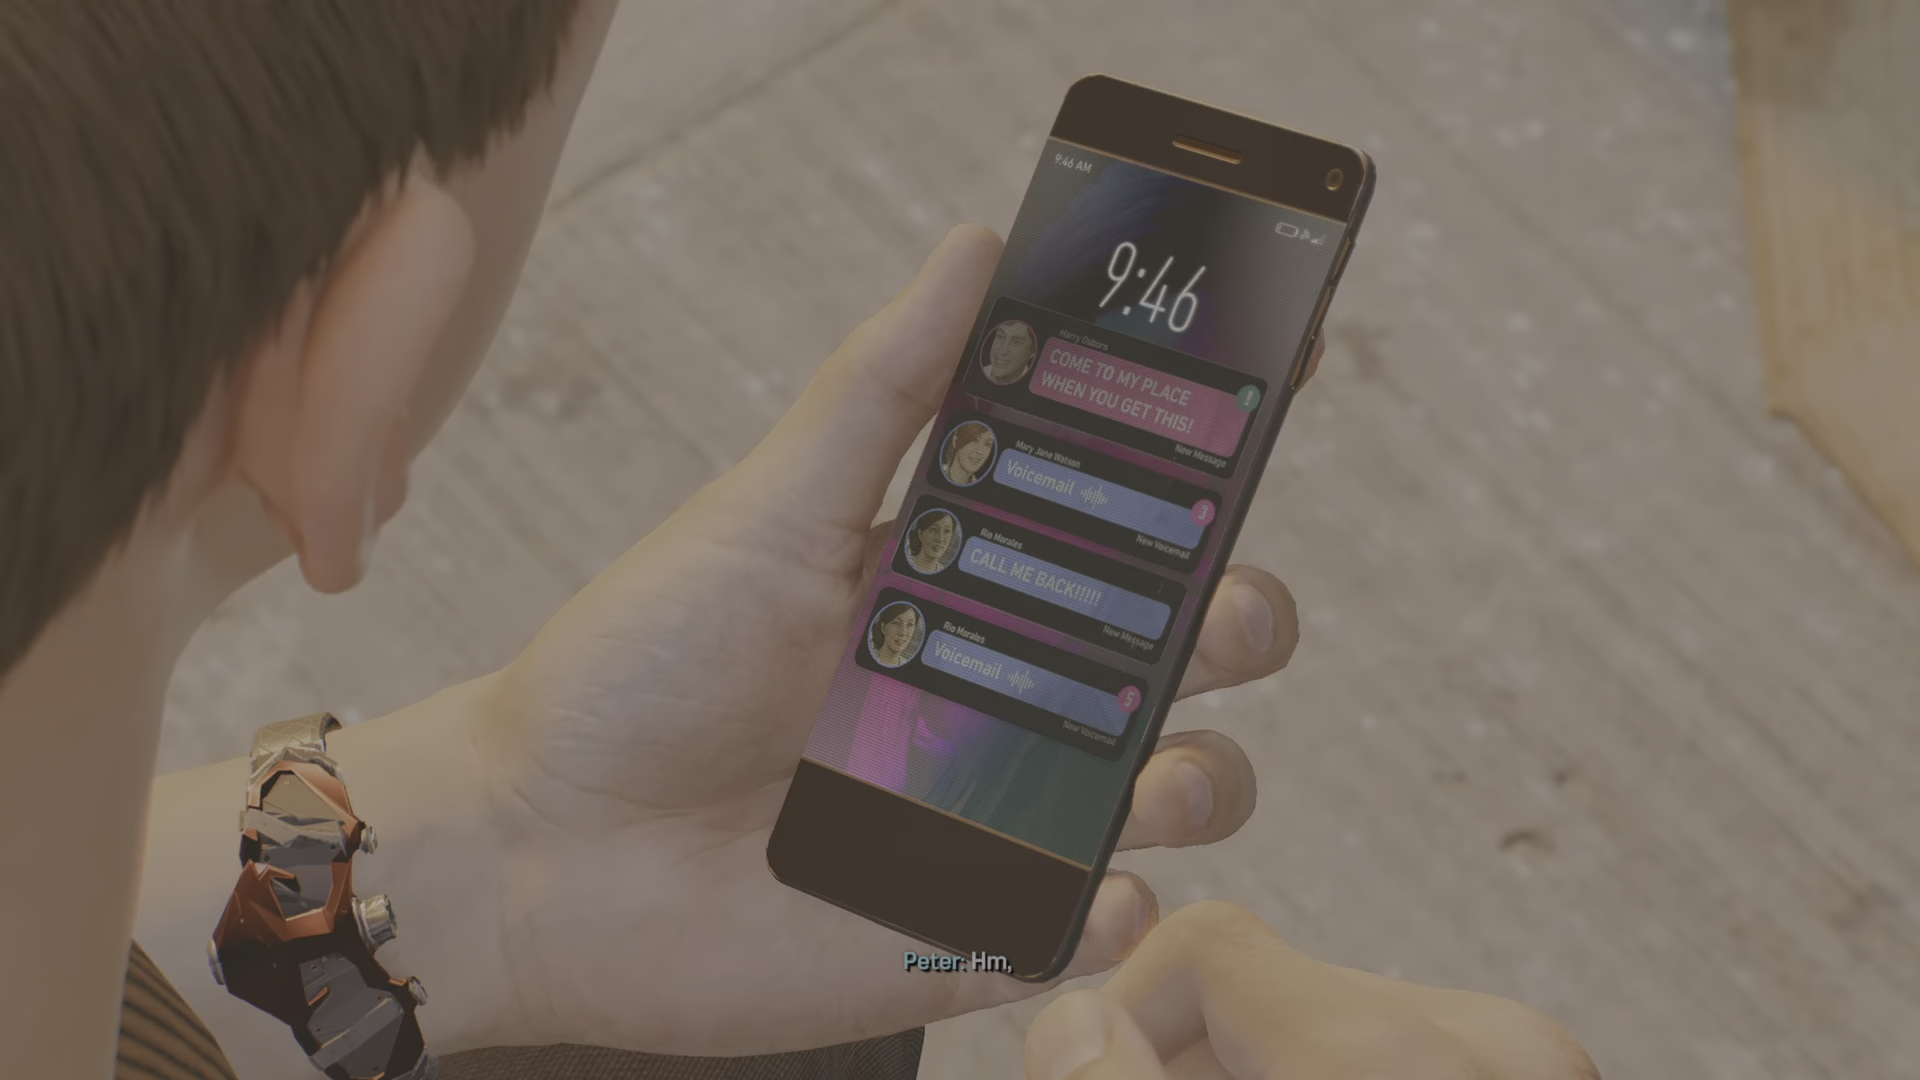 9:46 AM
9:46
Harry Osborn
COME TO MY PLACE
WHEN YOU GET THIS!
!
New Message
Mary Jane Watson
Voicemail
3
New Voicemail
Rio Morales
CALL ME BACK!!!!!
New Message
Rio Morales
Voicemail
5
New Voicemail
Peter: Hm,